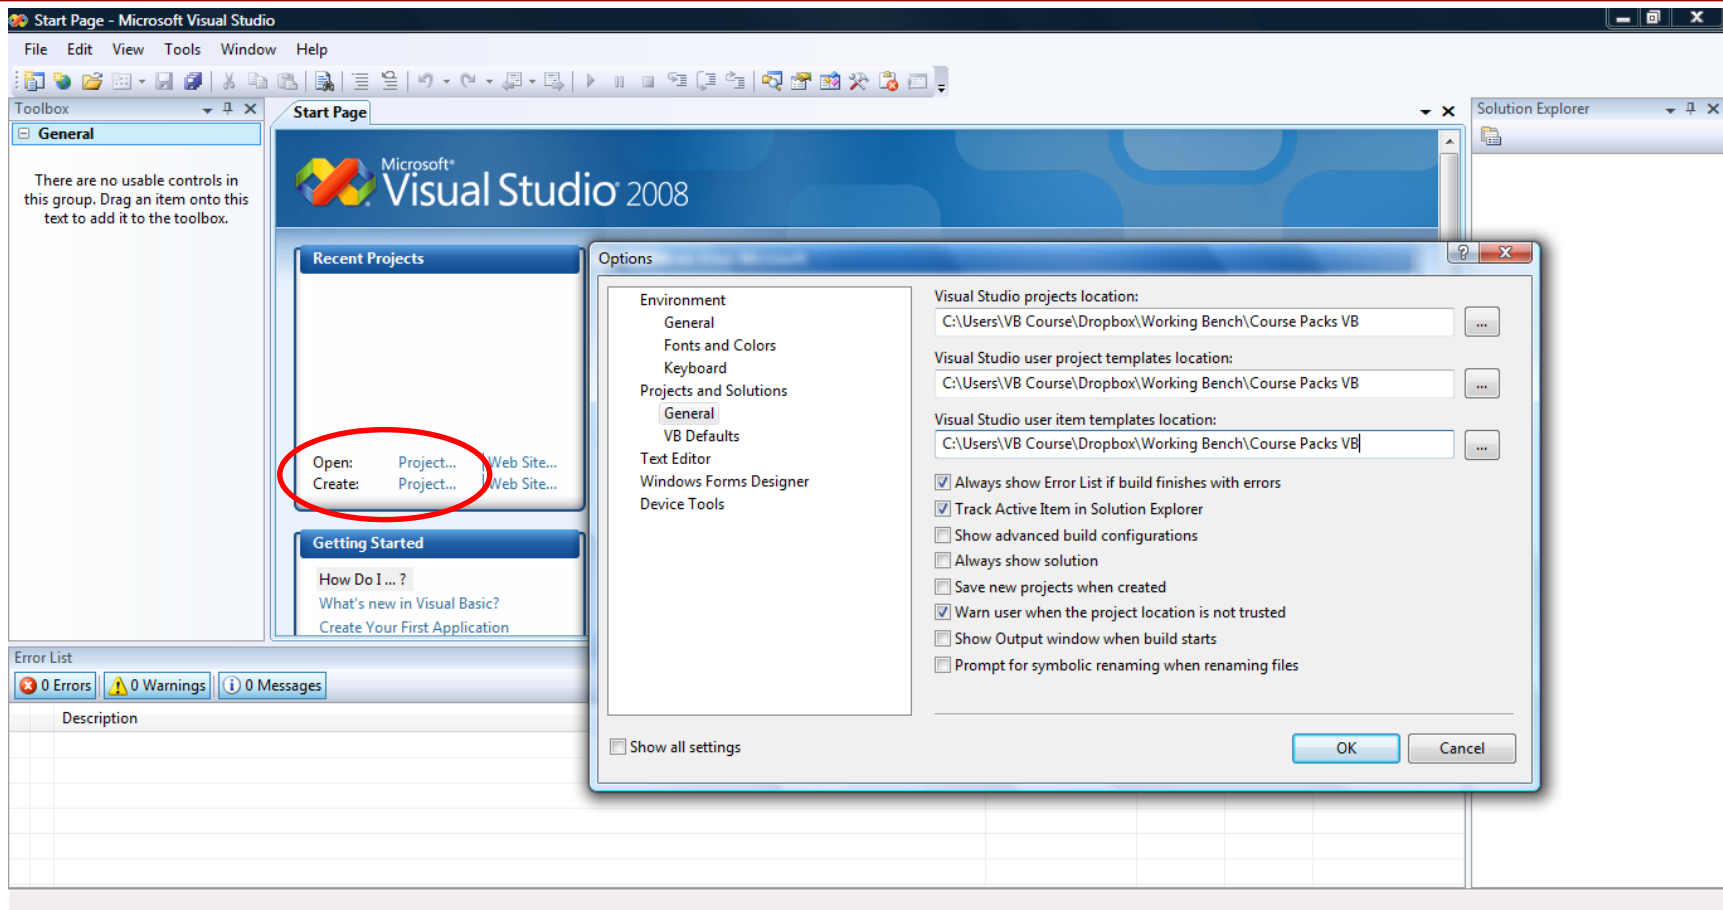 Start Page - Microsoft Visual Studio
File Edit View Tools Window Help
Toolbox
General
There are no usable controls in
this group. Drag an item onto this
text to add it to the toolbox.
Start Page
Microsoft
Visual Studio 2008
Recent Projects
Open: Project... Web Site...
Create: Project... Web Site...
Getting Started
How Do I ... ?
What's new in Visual Basic?
Create Your First Application
Solution Explorer
Options
Environment
General
Fonts and Colors
Keyboard
Projects and Solutions
General
VB Defaults
Text Editor
Windows Forms Designer
Device Tools
Show all settings
Visual Studio projects location:
C:\Users\VB Course\Dropbox\Working Bench\Course Packs VB
...
Visual Studio user project templates location:
C:\Users\VB Course\Dropbox\Working Bench\Course Packs VB
...
Visual Studio user item templates location:
C:\Users\VB Course\Dropbox\Working Bench\Course Packs VB
...
Always show Error List if build finishes with errors
Track Active Item in Solution Explorer
Show advanced build configurations
Always show solution
Save new projects when created
Warn user when the project location is not trusted
Show Output window when build starts
Prompt for symbolic renaming when renaming files
OK Cancel
Error List
0 Errors 0 Warnings 0 Messages
Description